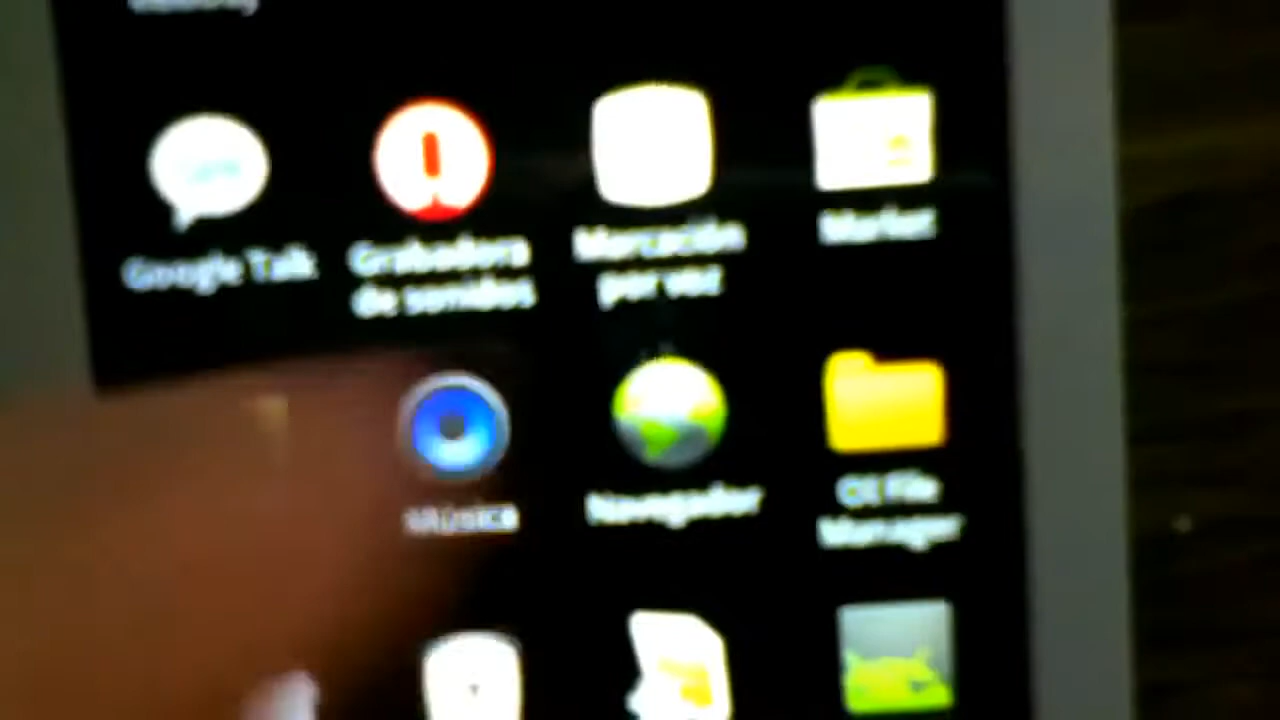 Google Talk
Grabadora
de sonidos
Marcación
por voz
Market
Música
Navegador
OI File
Manager